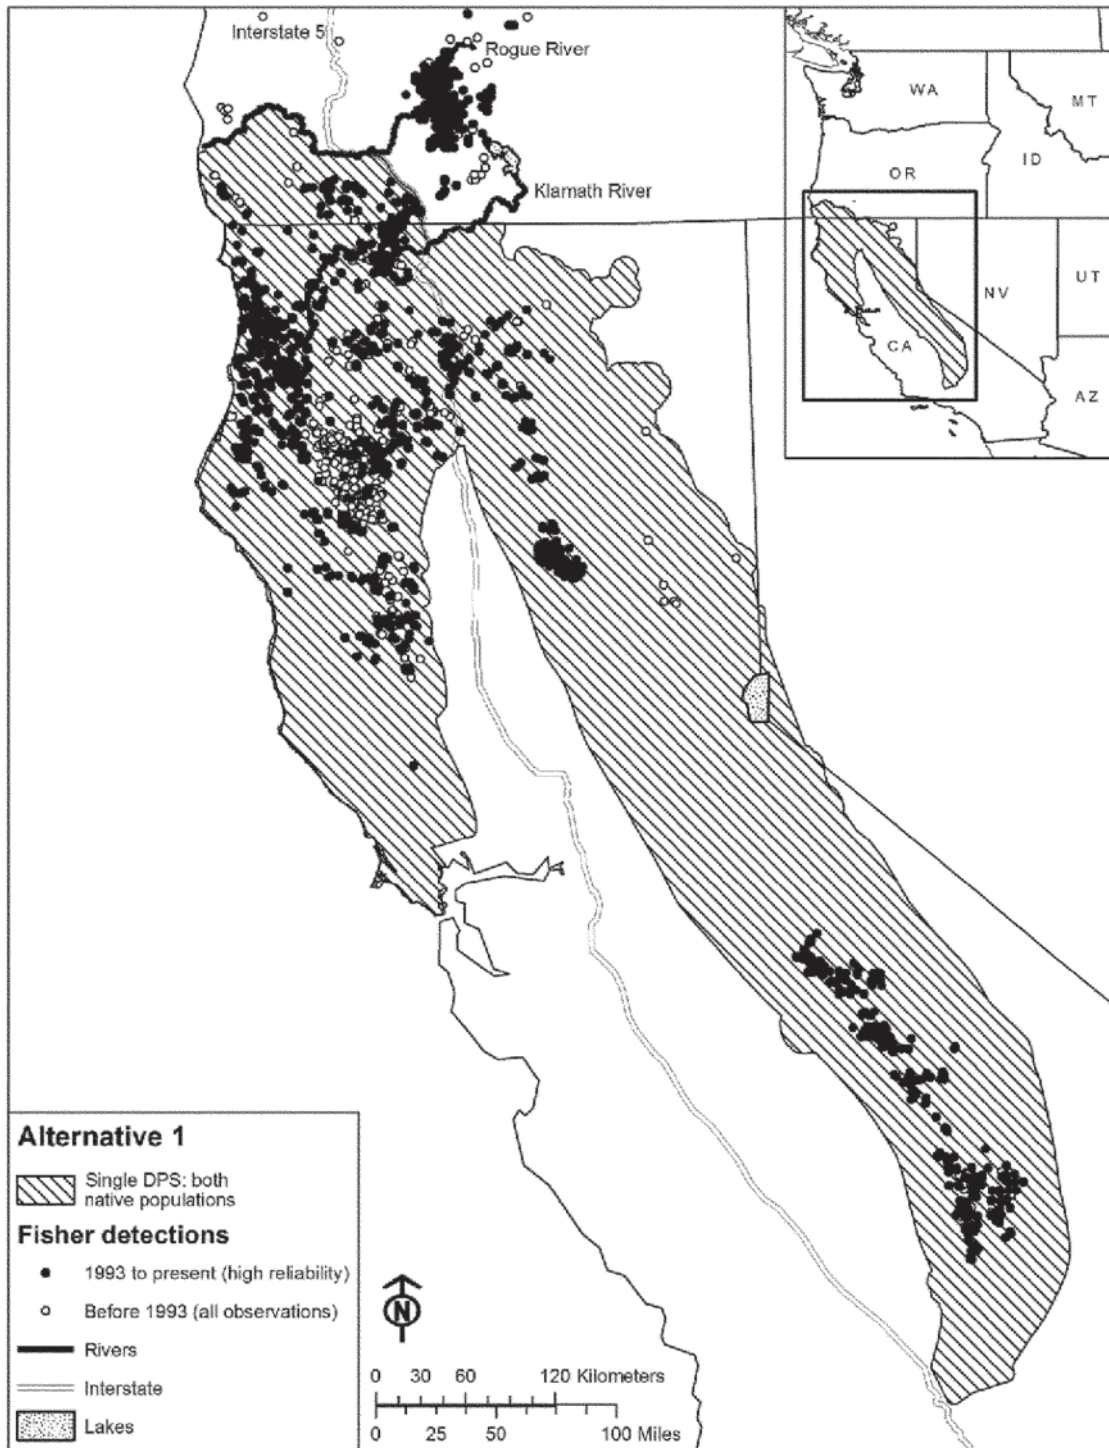 Interstate 5
Rogue River
Klamath River
WA
MT
OR
ID
NV
UT
CA
AZ
Alternative 1
Single DPS: both
native populations
Fisher detections
1993 to present (high reliability)
Before 1993 (all observations)
Rivers
Interstate
Lakes
N
0 30 60 120 Kilometers
0 25 50 100 Miles